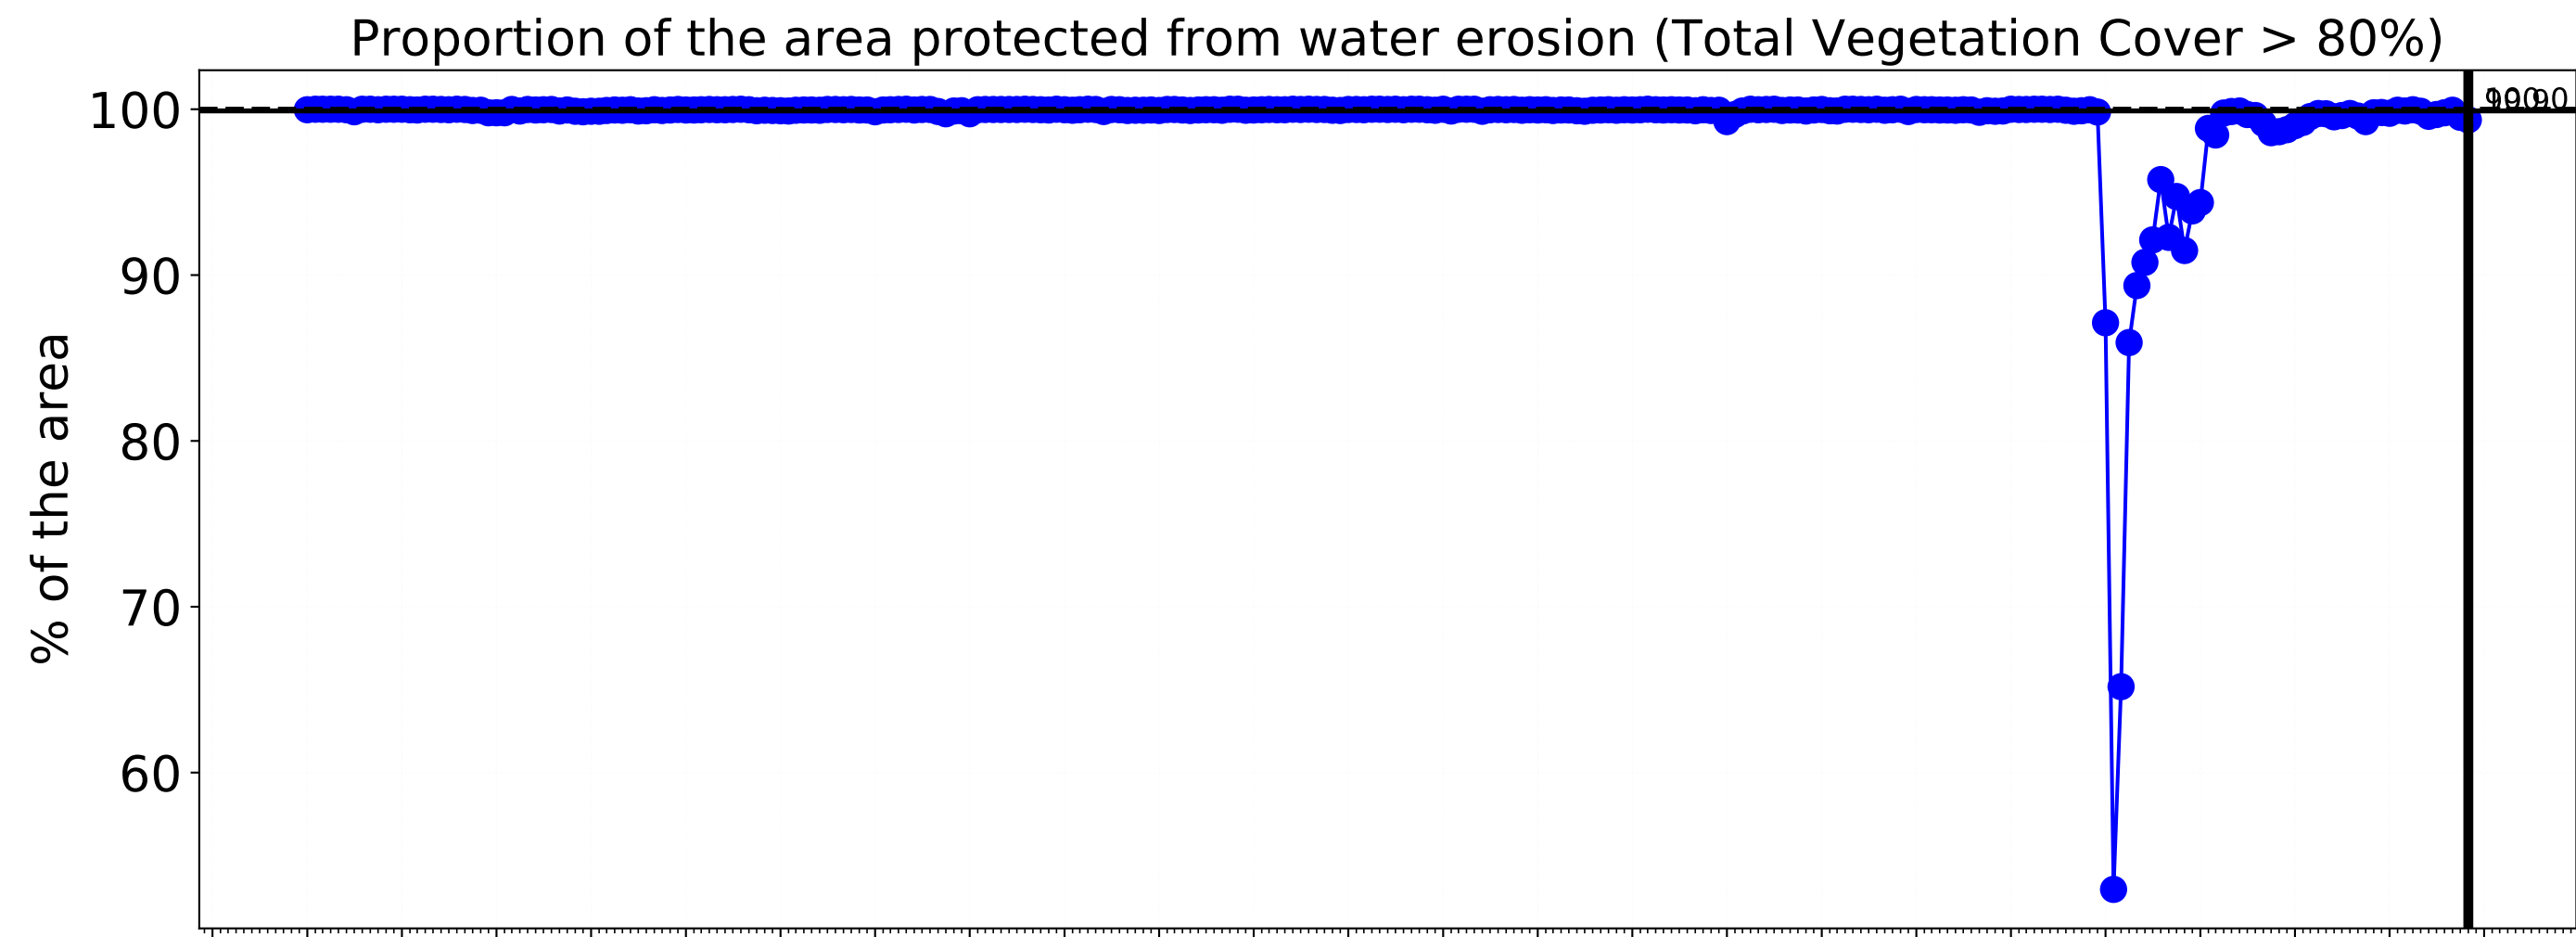 Proportion of the area protected from water erosion (Total Vegetation Cover > 80%)
100
90
80
70
60
% of the area